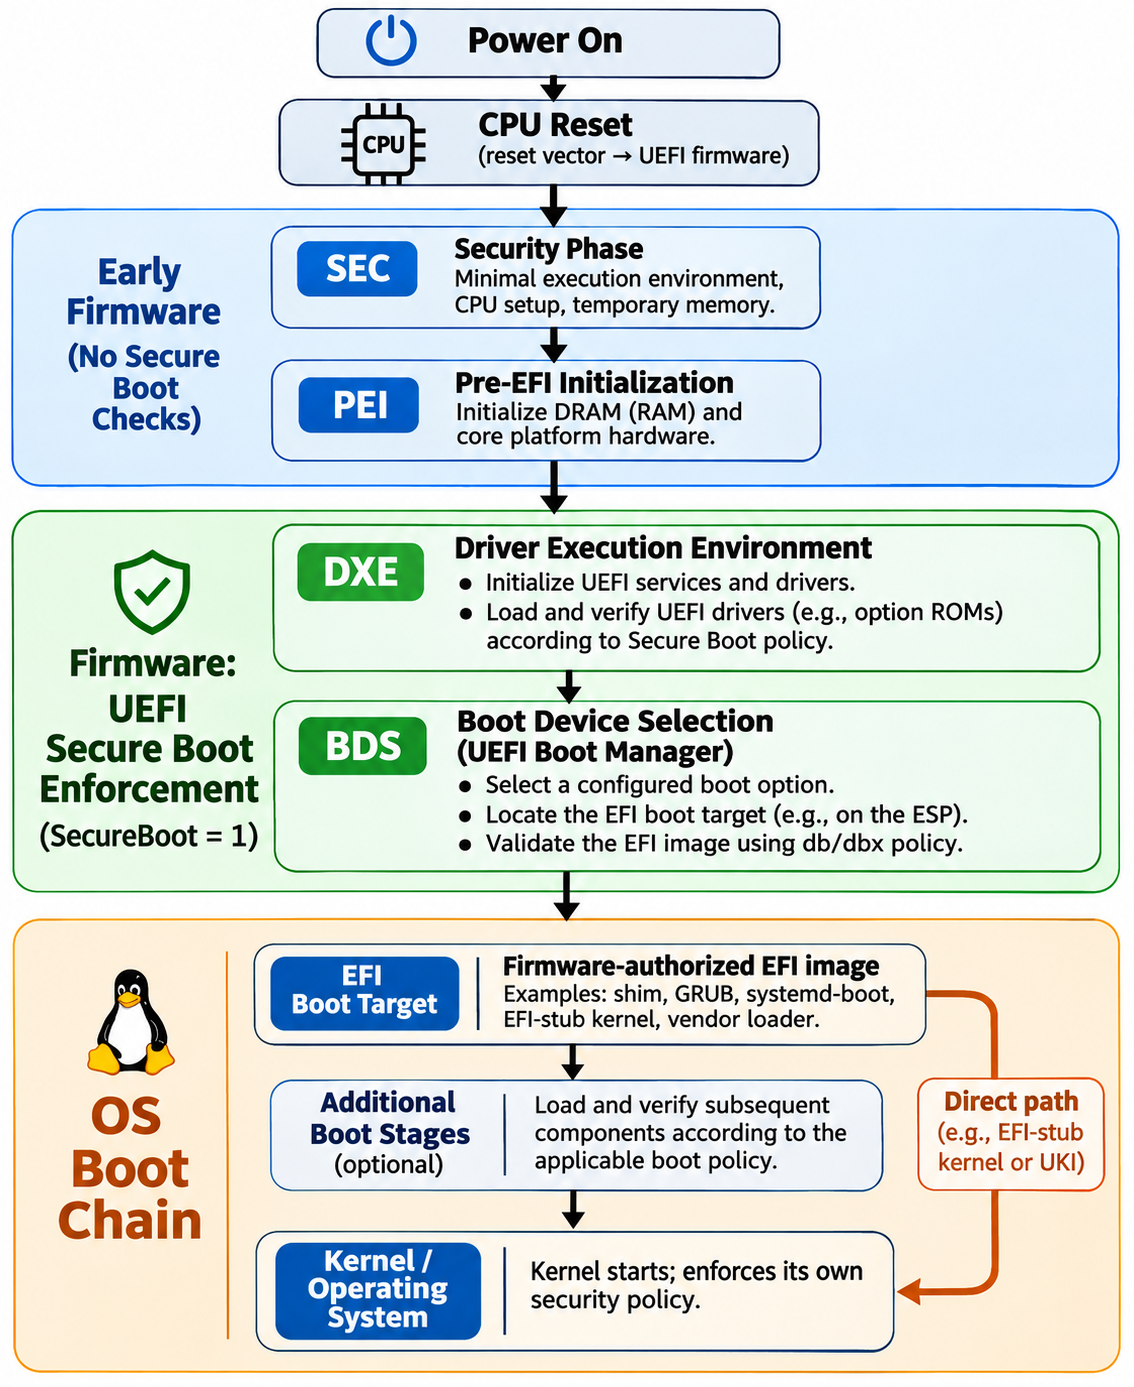 Power On
CPU
CPU Reset
(reset vector → UEFI firmware)
Early
Firmware
(No Secure
Boot
Checks)
SEC
Security Phase
Minimal execution environment,
CPU setup, temporary memory.
PEI
Pre-EFI Initialization
Initialize DRAM (RAM) and
core platform hardware.
Firmware:
UEFI
Secure Boot
Enforcement
(SecureBoot = 1)
DXE
Driver Execution Environment
● Initialize UEFI services and drivers.
● Load and verify UEFI drivers (e.g., option ROMs)
according to Secure Boot policy.
BDS
Boot Device Selection
(UEFI Boot Manager)
● Select a configured boot option.
● Locate the EFI boot target (e.g., on the ESP).
● Validate the EFI image using db/dbx policy.
OS
Boot
Chain
EFI
Boot Target
Firmware-authorized EFI image
Examples: shim, GRUB, systemd-boot,
EFI-stub kernel, vendor loader.
Additional
Boot Stages
(optional)
Load and verify subsequent
components according to the
applicable boot policy.
Direct path
(e.g., EFI-stub
kernel or UKI)
Kernel /
Operating
System
Kernel starts; enforces its own
security policy.